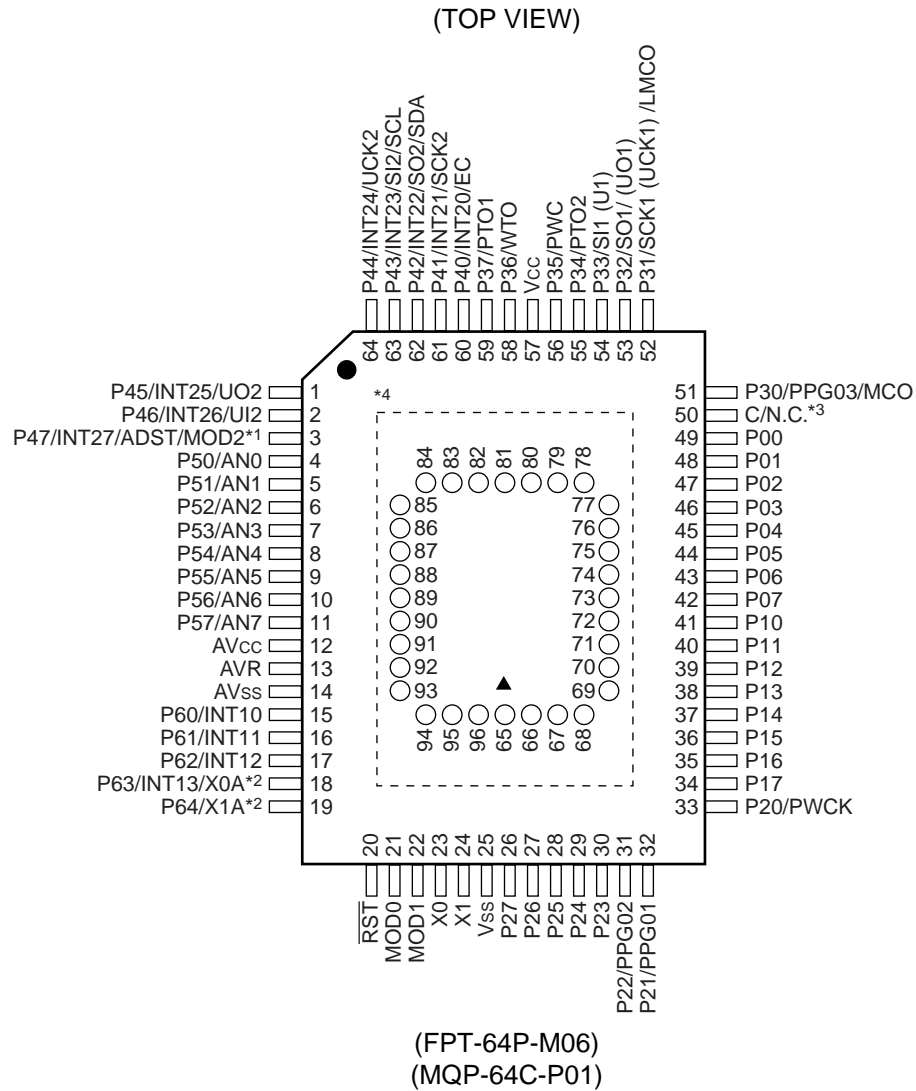 (TOP VIEW)
P44/INT24/UCK2
P43/INT23/SI2/SCL
P42/INT22/SO2/SDA
P41/INT21/SCK2
P40/INT20/EC
P37/PTO1
P36/WTO
Vcc
P35/PWC
P34/PTO2
P33/SI1 (U1)
P32/SO1/ (UO1)
P31/SCK1 (UCK1) /LMCO
64 63 62 61 60 59 58 57 56 55 54 53 52
P45/INT25/UO2 1
P46/INT26/UI2 2
P47/INT27/ADST/MOD2*1 3
P50/AN0 4
P51/AN1 5
P52/AN2 6
P53/AN3 7
P54/AN4 8
P55/AN5 9
P56/AN6 10
P57/AN7 11
AVcc 12
AVR 13
AVss 14
P60/INT10 15
P61/INT11 16
P62/INT12 17
P63/INT13/X0A*2 18
P64/X1A*2 19
*4
84 83 82 81 80 79 78
85 77
86 76
87 75
88 74
89 73
90 72
91 71
92 70
93 69
94 95 96 65 66 67 68
51 P30/PPG03/MCO
50 C/N.C.*3
49 P00
48 P01
47 P02
46 P03
45 P04
44 P05
43 P06
42 P07
41 P10
40 P11
39 P12
38 P13
37 P14
36 P15
35 P16
34 P17
33 P20/PWCK
20 21 22 23 24 25 26 27 28 29 30 31 32
RST
MOD0
MOD1
X0
X1
Vss
P27
P26
P25
P24
P23
P22/PPG02
P21/PPG01
(FPT-64P-M06)
(MQP-64C-P01)